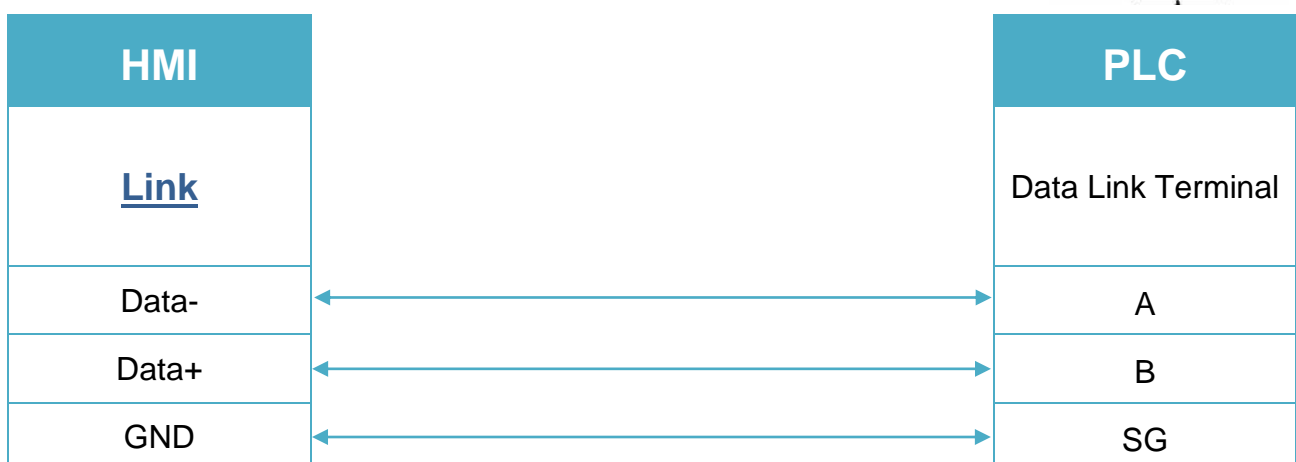 HMI
PLC
Link
Data Link Terminal
Data-
A
Data+
B
GND
SG